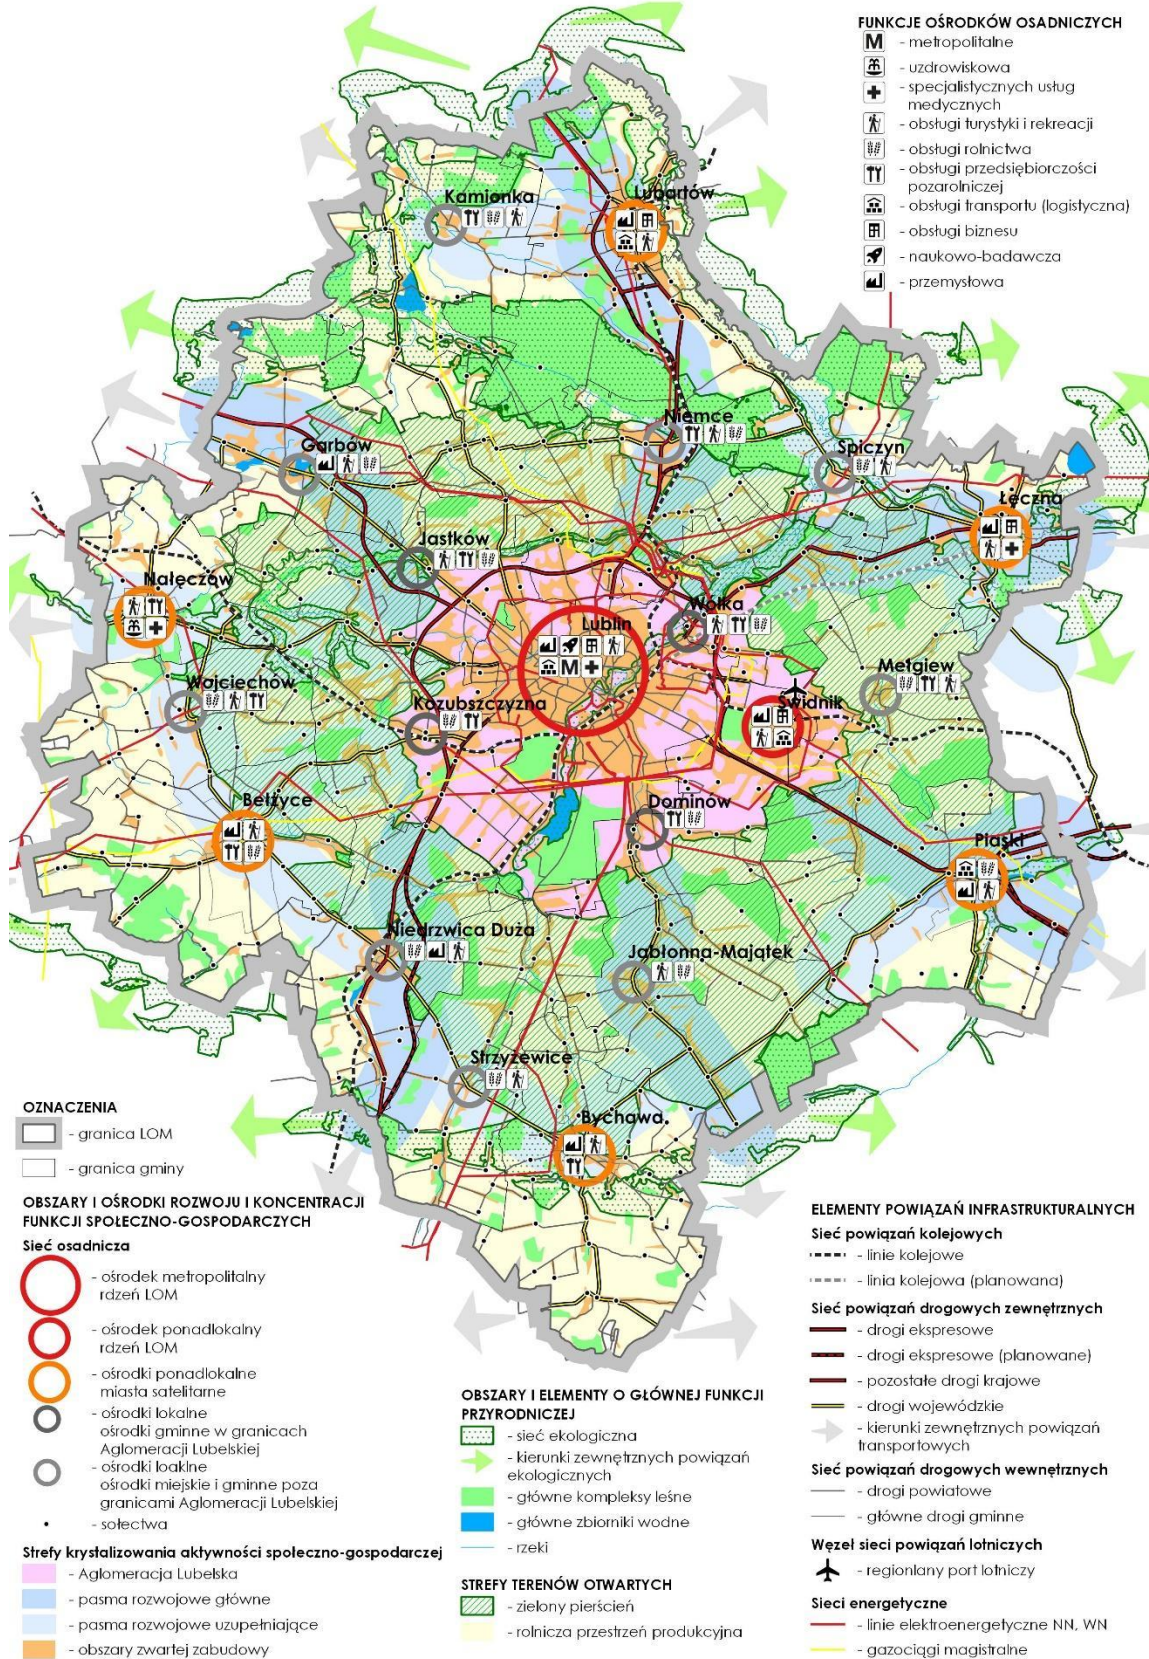 FUNKCJE OŚRODKÓW OSADNICZYCH
M - metropolitalne
- uzdrowiskowa
- specjalistycznych usług
medycznych
- obsługi turystyki i rekreacji
- obsługi rolnictwa
- obsługi przedsiębiorczości
pozarolniczej
- obsługi transportu (logistyczna)
- obsługi biznesu
- naukowo-badawcza
- przemysłowa
Kamionka
Lubartów
Niemce
Garbów
Spiczyn
Łęczna
Jastków
Nałęczów
Wólka
Lublin
M
Mełgiew
Wojciechów
Kozubszczyzna
Świdnik
Bełżyce
Dominów
Piaski
Niedrzwica Duża
Jabłonna-Majątek
Strzyżewice
Bychawa
OZNACZENIA
- granica LOM
- granica gminy
OBSZARY I OŚRODKI ROZWOJU I KONCENTRACJI
FUNKCJI SPOŁECZNO-GOSPODARCZYCH
Sieć osadnicza
- ośrodek metropolitalny
rdzeń LOM
- ośrodek ponadlokalny
rdzeń LOM
- ośrodki ponadlokalne
miasta satelitarne
- ośrodki lokalne
ośrodki gminne w granicach
Aglomeracji Lubelskiej
- ośrodki loaklne
ośrodki miejskie i gminne poza
granicami Aglomeracji Lubelskiej
- sołectwa
Strefy krystalizowania aktywności społeczno-gospodarczej
- Aglomeracja Lubelska
- pasma rozwojowe główne
- pasma rozwojowe uzupełniające
- obszary zwartej zabudowy
OBSZARY I ELEMENTY O GŁÓWNEJ FUNKCJI
PRZYRODNICZEJ
- sieć ekologiczna
- kierunki zewnętrznych powiązań
ekologicznych
- główne kompleksy leśne
- główne zbiorniki wodne
- rzeki
STREFY TERENÓW OTWARTYCH
- zielony pierścień
- rolnicza przestrzeń produkcyjna
ELEMENTY POWIĄZAŃ INFRASTRUKTURALNYCH
Sieć powiązań kolejowych
- linie kolejowe
- linia kolejowa (planowana)
Sieć powiązań drogowych zewnętrznych
- drogi ekspresowe
- drogi ekspresowe (planowane)
- pozostałe drogi krajowe
- drogi wojewódzkie
- kierunki zewnętrznych powiązań
transportowych
Sieć powiązań drogowych wewnętrznych
- drogi powiatowe
- główne drogi gminne
Węzeł sieci powiązań lotniczych
- regionlany port lotniczy
Sieci energetyczne
- linie elektroenergetyczne NN, WN
- gazociągi magistralne